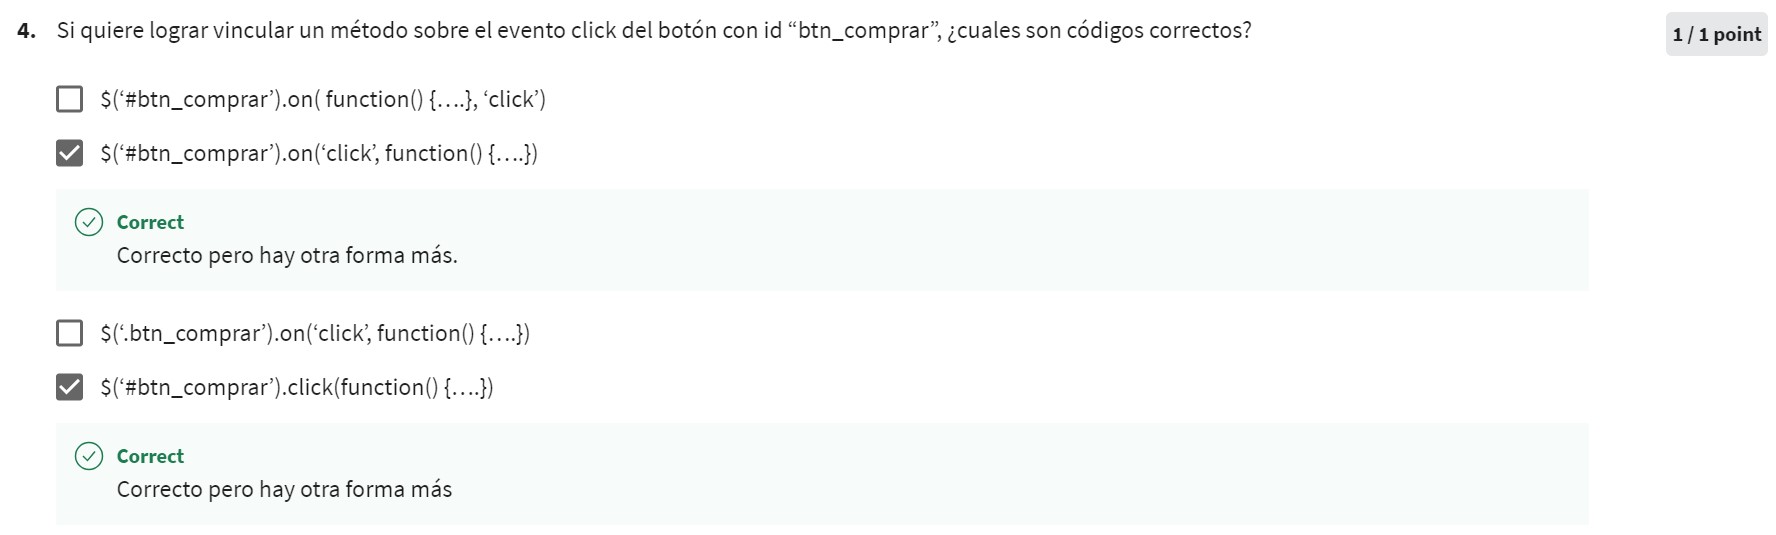 4. Si quiere lograr vincular un método sobre el evento click del botón con id “btn_comprar”, ¿cuales son códigos correctos?
1 / 1 point
$(‘#btn_comprar’).on( function() {….}, ‘click’)
$(‘#btn_comprar’).on(‘click’, function() {….})
Correct
Correcto pero hay otra forma más.
$(‘.btn_comprar’).on(‘click’, function() {….})
$(‘#btn_comprar’).click(function() {….})
Correct
Correcto pero hay otra forma más